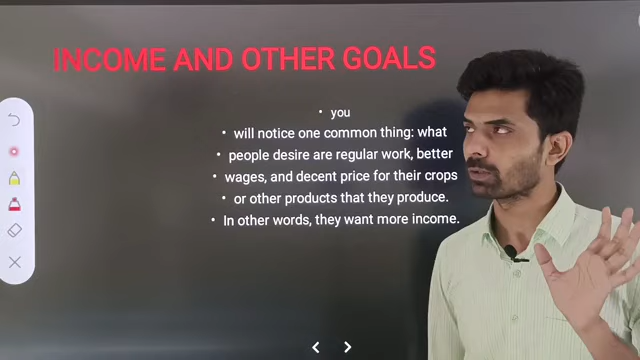 INCOME AND OTHER GOALS
• you
• will notice one common thing: what
• people desire are regular work, better
• wages, and decent price for their crops
• or other products that they produce.
• In other words, they want more income.